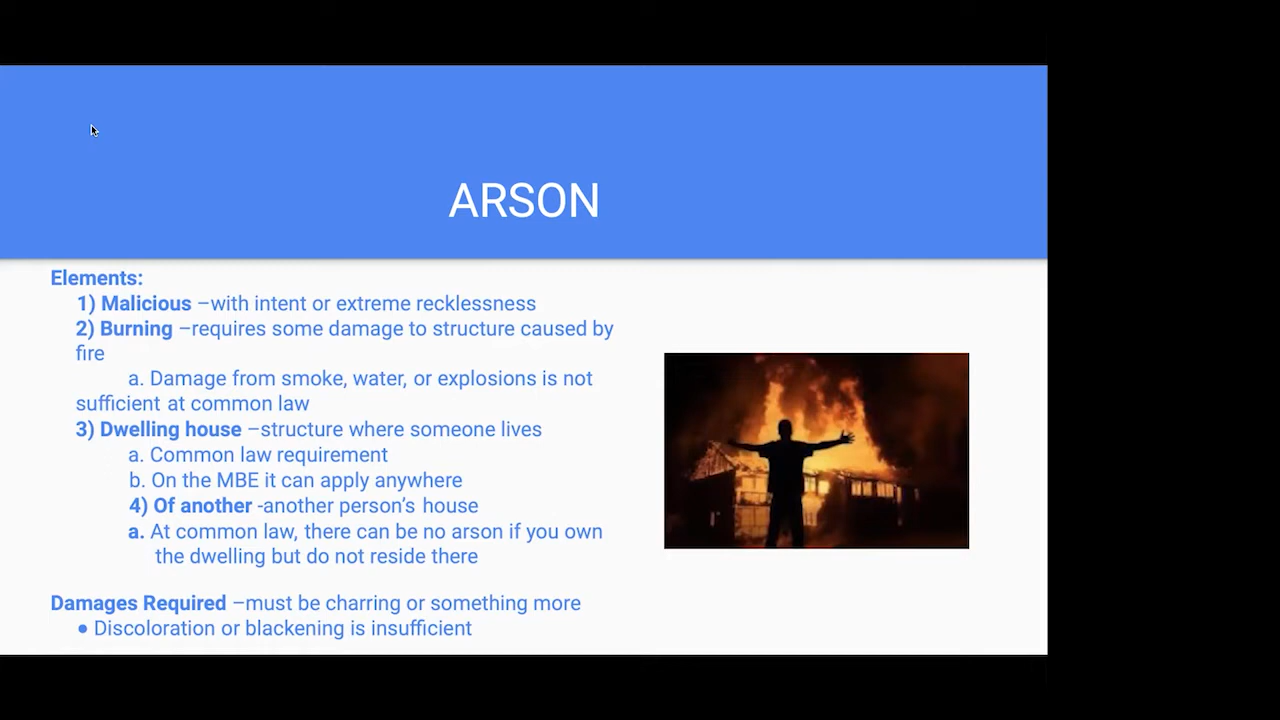 ARSON
Elements:
1) Malicious –with intent or extreme recklessness
2) Burning –requires some damage to structure caused by
fire
a. Damage from smoke, water, or explosions is not
sufficient at common law
3) Dwelling house –structure where someone lives
a. Common law requirement
b. On the MBE it can apply anywhere
4) Of another -another person’s house
a. At common law, there can be no arson if you own
the dwelling but do not reside there
Damages Required –must be charring or something more
● Discoloration or blackening is insufficient